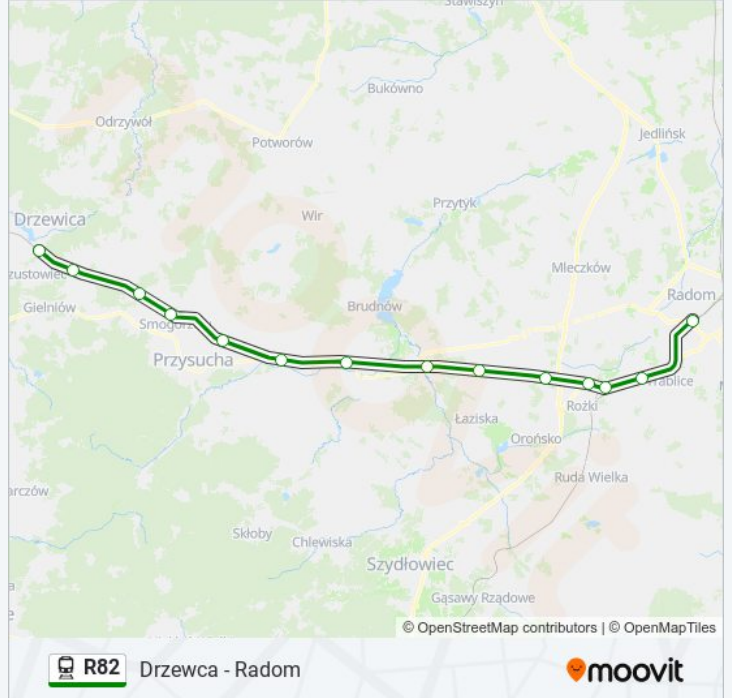 Stawiszyn
Bukówno
Odrzywół
Jedlińsk
Potworów
Przytyk
Wir
Drzewica
Mleczków
Gielniów
Radom
Brudnów
Smogorz
Przysucha
Rożki
Łaziska
Orońsko
Ruda Wielka
Skłoby
Chlewiska
Szydłowiec
Gąsawy Rządowe
© OpenStreetMap contributors | © OpenMapTiles
R82 Drzewca - Radom
moovit